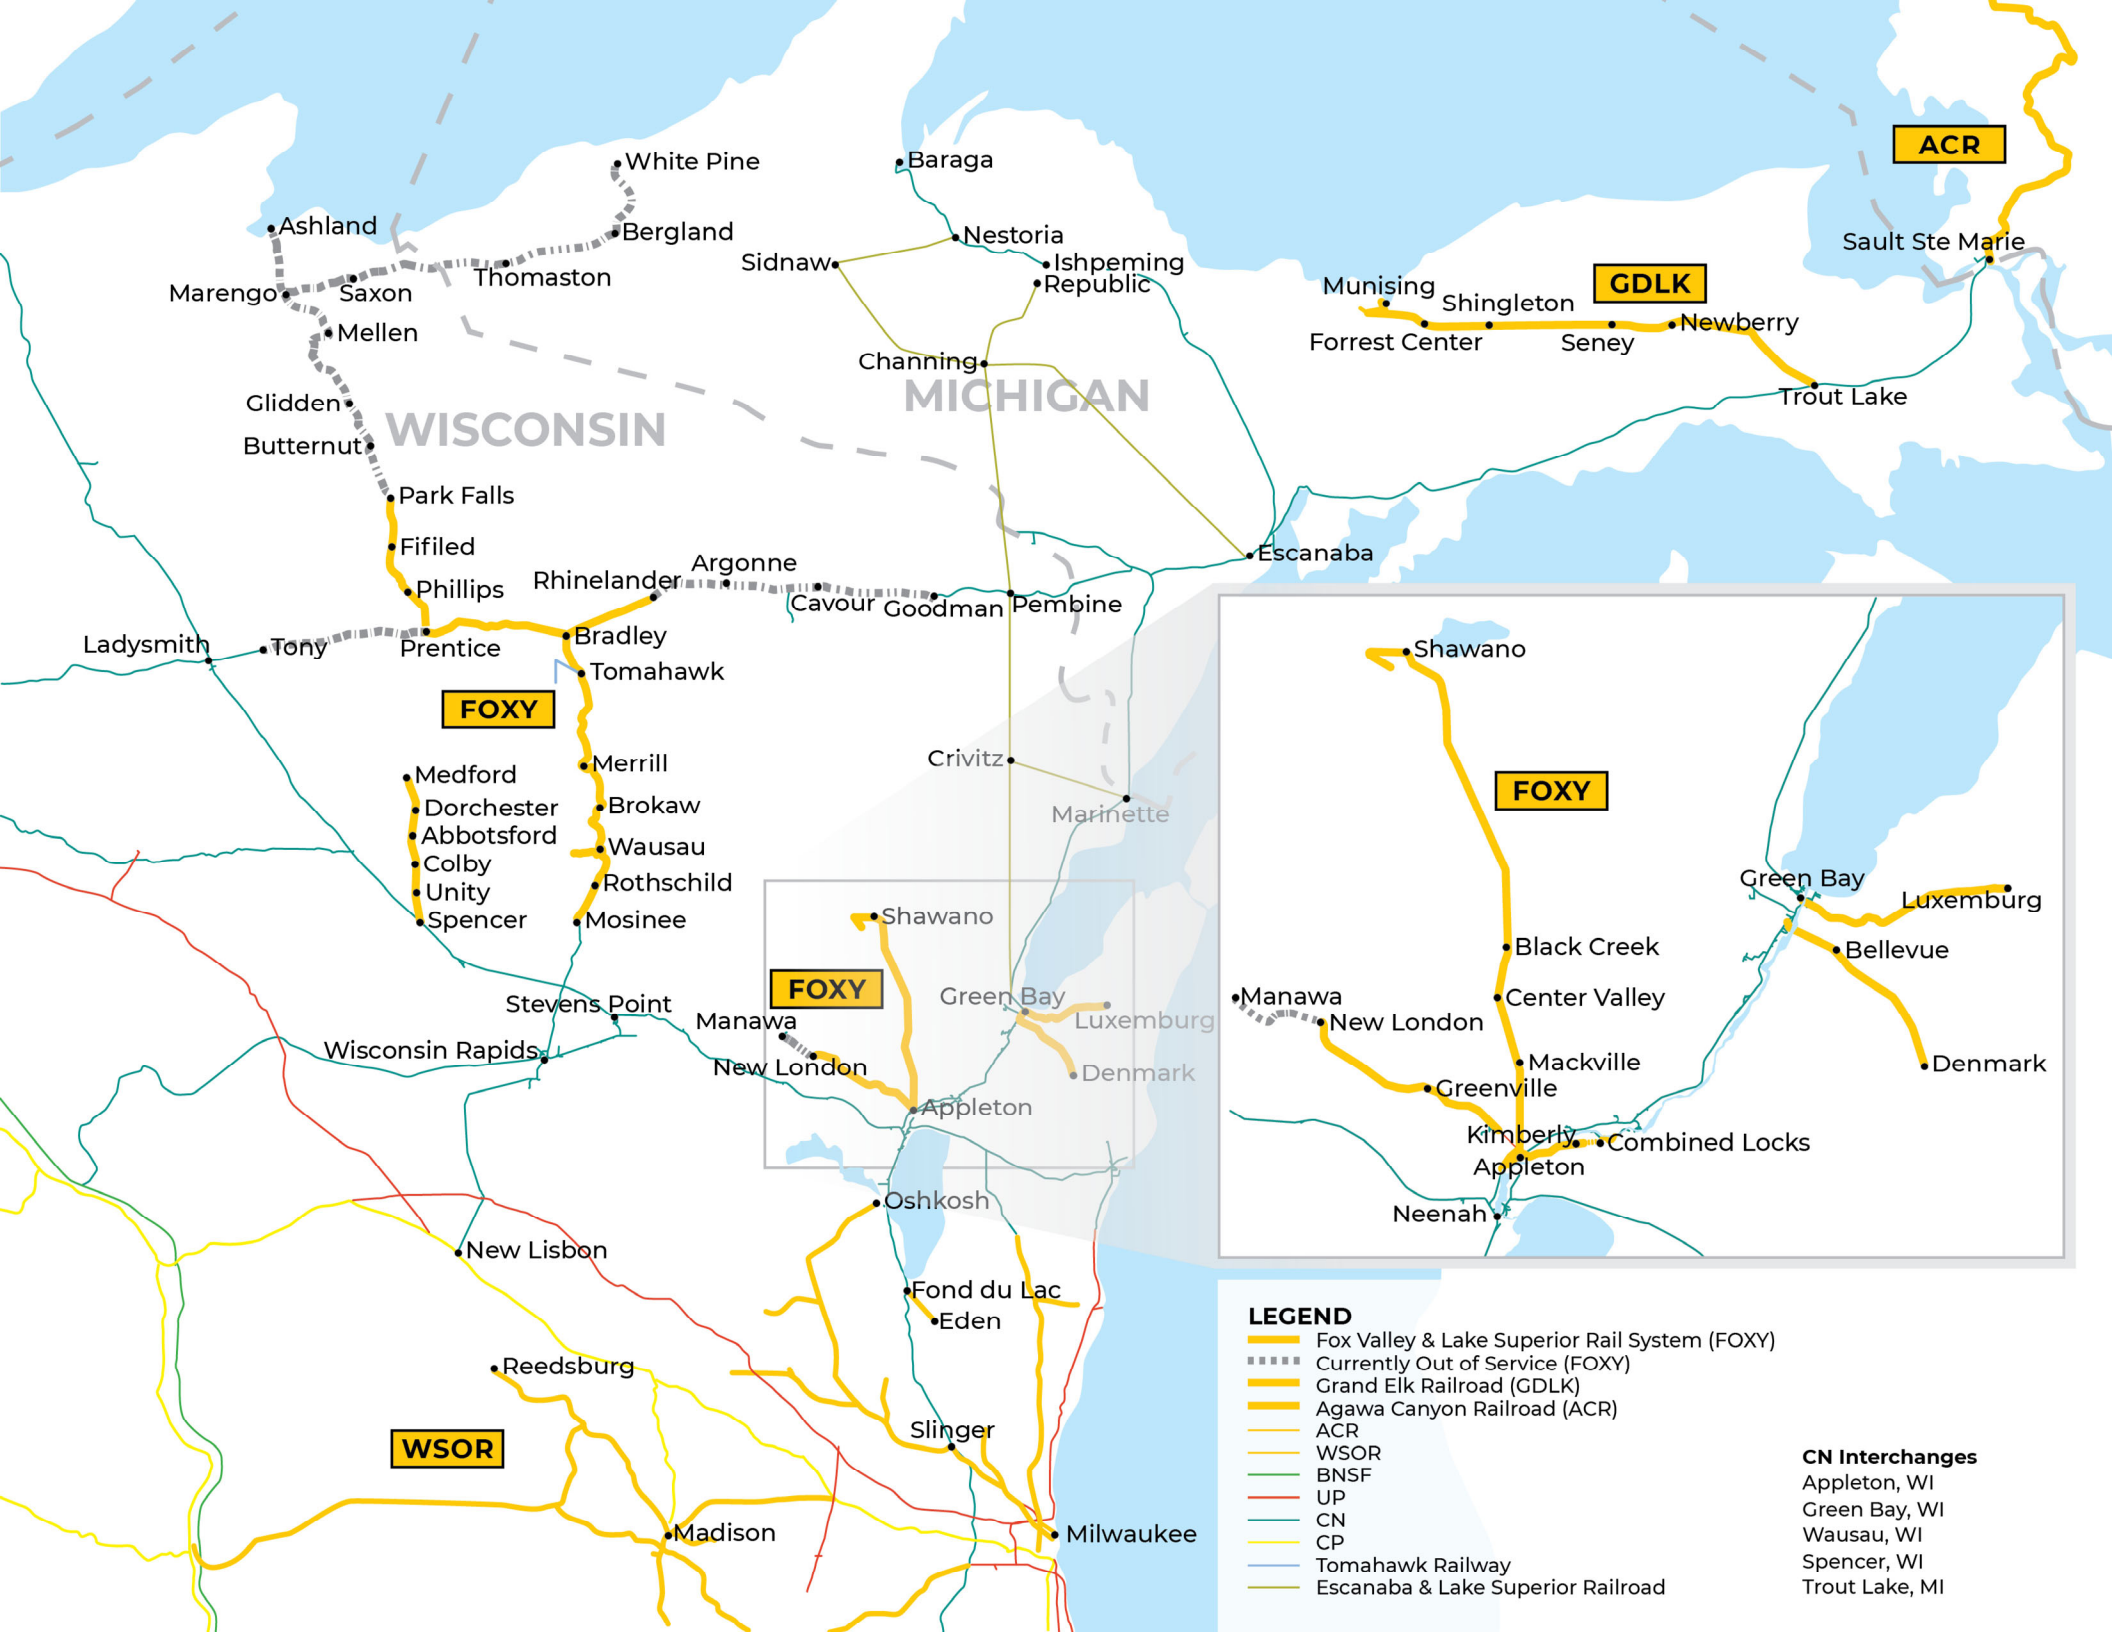 White Pine
Baraga
ACR
Ashland
Bergland
Nestoria
Sault Ste Marie
Sidnaw
Ishpeming
Thomaston
Republic
GDLK
Munising
Marengo
Saxon
Shingleton
Newberry
Mellen
Forrest Center
Seney
Channing
MICHIGAN
Trout Lake
Glidden
WISCONSIN
Butternut
Park Falls
Fifiled
Escanaba
Argonne
Rhinelander
Phillips
Cavour
Goodman
Pembine
Bradley
Ladysmith
Tony
Prentice
Tomahawk
FOXY
Merrill
Crivitz
Medford
Dorchester
Brokaw
Marinette
Abbotsford
Wausau
Colby
Rothschild
Unity
Spencer
Mosinee
Shawano
FOXY
Green Bay
Stevens Point
Manawa
Luxemburg
Wisconsin Rapids
New London
Denmark
Appleton
Oshkosh
New Lisbon
Fond du Lac
Eden
Reedsburg
Slinger
WSOR
Madison
Milwaukee
Shawano
FOXY
Green Bay
Luxemburg
Black Creek
Bellevue
Manawa
Center Valley
New London
Mackville
Denmark
Greenville
Kimberly
Combined Locks
Appleton
Neenah
LEGEND
Fox Valley & Lake Superior Rail System (FOXY)
Currently Out of Service (FOXY)
Grand Elk Railroad (GDLK)
Agawa Canyon Railroad (ACR)
ACR
WSOR
BNSF
UP
CN
CP
Tomahawk Railway
Escanaba & Lake Superior Railroad
CN Interchanges
Appleton, WI
Green Bay, WI
Wausau, WI
Spencer, WI
Trout Lake, MI